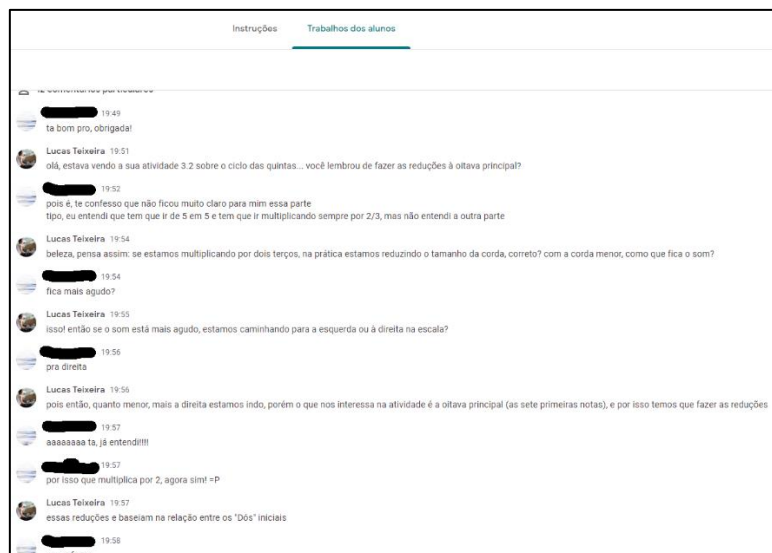 Instruções Trabalhos dos alunos
12 comentários particulares
19:49
ta bom pro, obrigada!
Lucas Teixeira 19:51
olá, estava vendo a sua atividade 3.2 sobre o ciclo das quintas... você lembrou de fazer as reduções à oitava principal?
19:52
pois é, te confesso que não ficou muito claro para mim essa parte
tipo, eu entendi que tem que ir de 5 em 5 e tem que ir multiplicando sempre por 2/3, mas não entendi a outra parte
Lucas Teixeira 19:54
beleza, pensa assim: se estamos multiplicando por dois terços, na prática estamos reduzindo o tamanho da corda, correto? com a corda menor, como que fica o som?
19:54
fica mais agudo?
Lucas Teixeira 19:55
isso! então se o som está mais agudo, estamos caminhando para a esquerda ou à direita na escala?
19:56
pra direita
Lucas Teixeira 19:56
pois então, quanto menor, mais a direita estamos indo, porém o que nos interessa na atividade é a oitava principal (as sete primeiras notas), e por isso temos que fazer as reduções
19:57
aaaaaaaa ta, já entendi!!!!
19:57
por isso que multiplica por 2, agora sim! =P
Lucas Teixeira 19:57
essas reduções e baseiam na relação entre os "Dós" iniciais
19:58